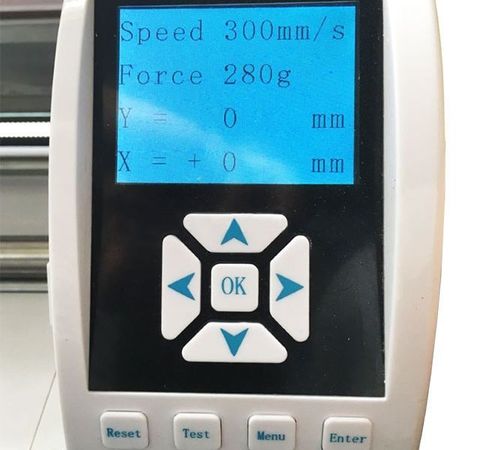 Speed 300mm/s
Force 280g
Y = 0 mm
X = + 0 mm
OK
Reset Test Menu Enter